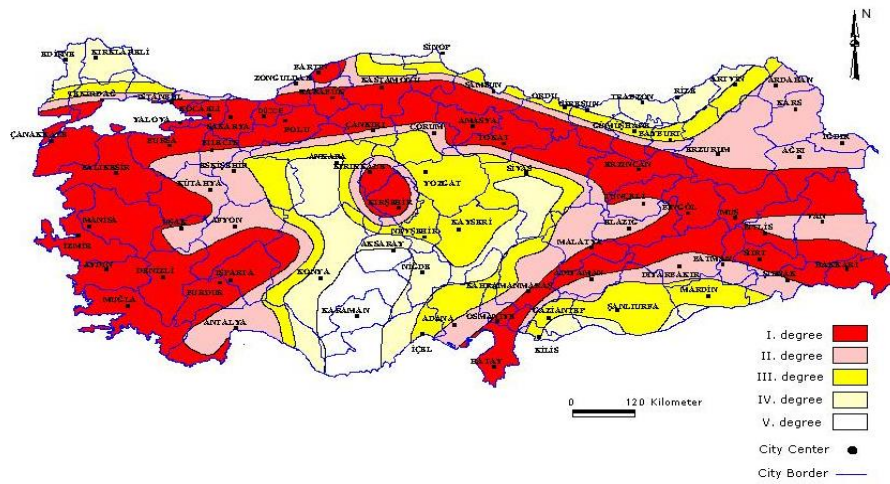 N
SİNOP
EDİRNE
KIRKLARELİ
BARTIN
ZONGULDAK
KASTAMONU
KARABÜK
SAMSUN
ARTVİN
ARDAHAN
TEKİRDAĞ
İSTANBUL
KOCAELİ
ORDU
GİRESUN
TRABZON
RİZE
KARS
YALOVA
SAKARYA
DÜZCE
BOLU
ÇANKIRI
ÇORUM
AMASYA
TOKAT
GÜMÜŞHANE
BAYBURT
ÇANAKKALE
BURSA
BİLECİK
ERZURUM
AĞRI
IĞDIR
BALIKESİR
ESKİŞEHİR
ANKARA
KIRIKKALE
YOZGAT
SİVAS
ERZİNCAN
KÜTAHYA
KIRŞEHİR
TUNCELİ
BİNGÖL
MUŞ
MANİSA
UŞAK
AFYON
NEVŞEHİR
KAYSERİ
ELAZIĞ
BİTLİS
VAN
İZMİR
AKSARAY
MALATYA
AYDIN
DENİZLİ
ISPARTA
BURDUR
KONYA
NİĞDE
KAHRAMANMARAŞ
ADIYAMAN
DİYARBAKIR
BATMAN
SİİRT
ŞIRNAK
HAKKARİ
MUĞLA
KARAMAN
ANTALYA
ADANA
OSMANİYE
GAZİANTEP
ŞANLIURFA
MARDİN
İÇEL
KİLİS
HATAY
0 120 Kilometer
I. degree
II. degree
III. degree
IV. degree
V. degree
City Center
City Border